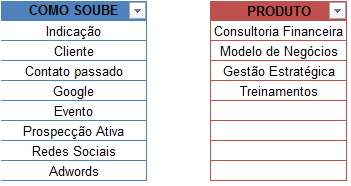 COMO SOUBE
Indicação
Cliente
Contato passado
Google
Evento
Prospecção Ativa
Redes Sociais
Adwords
PRODUTO
Consultoria Financeira
Modelo de Negócios
Gestão Estratégica
Treinamentos